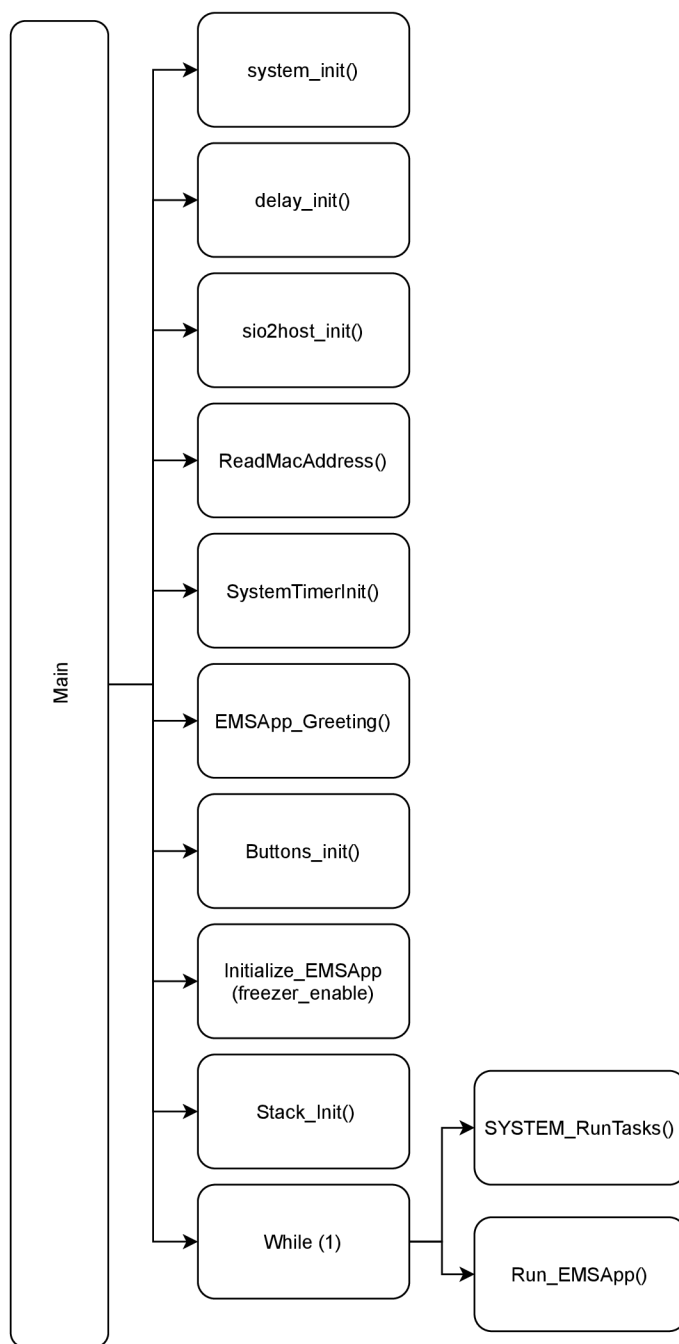 Main
system_init()
delay_init()
sio2host_init()
ReadMacAddress()
SystemTimerInit()
EMSApp_Greeting()
Buttons_init()
Initialize_EMSApp
(freezer_enable)
Stack_Init()
While (1)
SYSTEM_RunTasks()
Run_EMSApp()